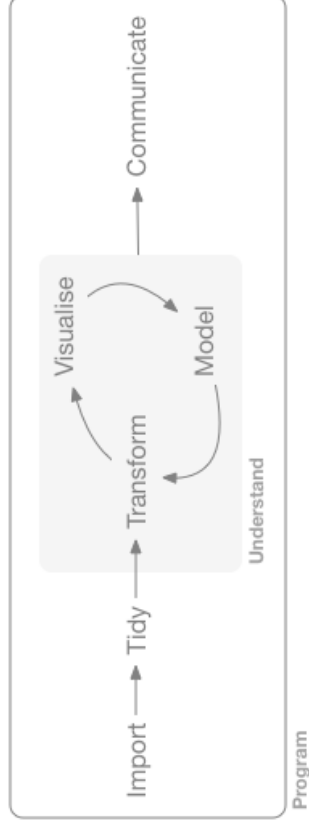 Import
Tidy
Transform
Visualise
Model
Communicate
Understand
Program